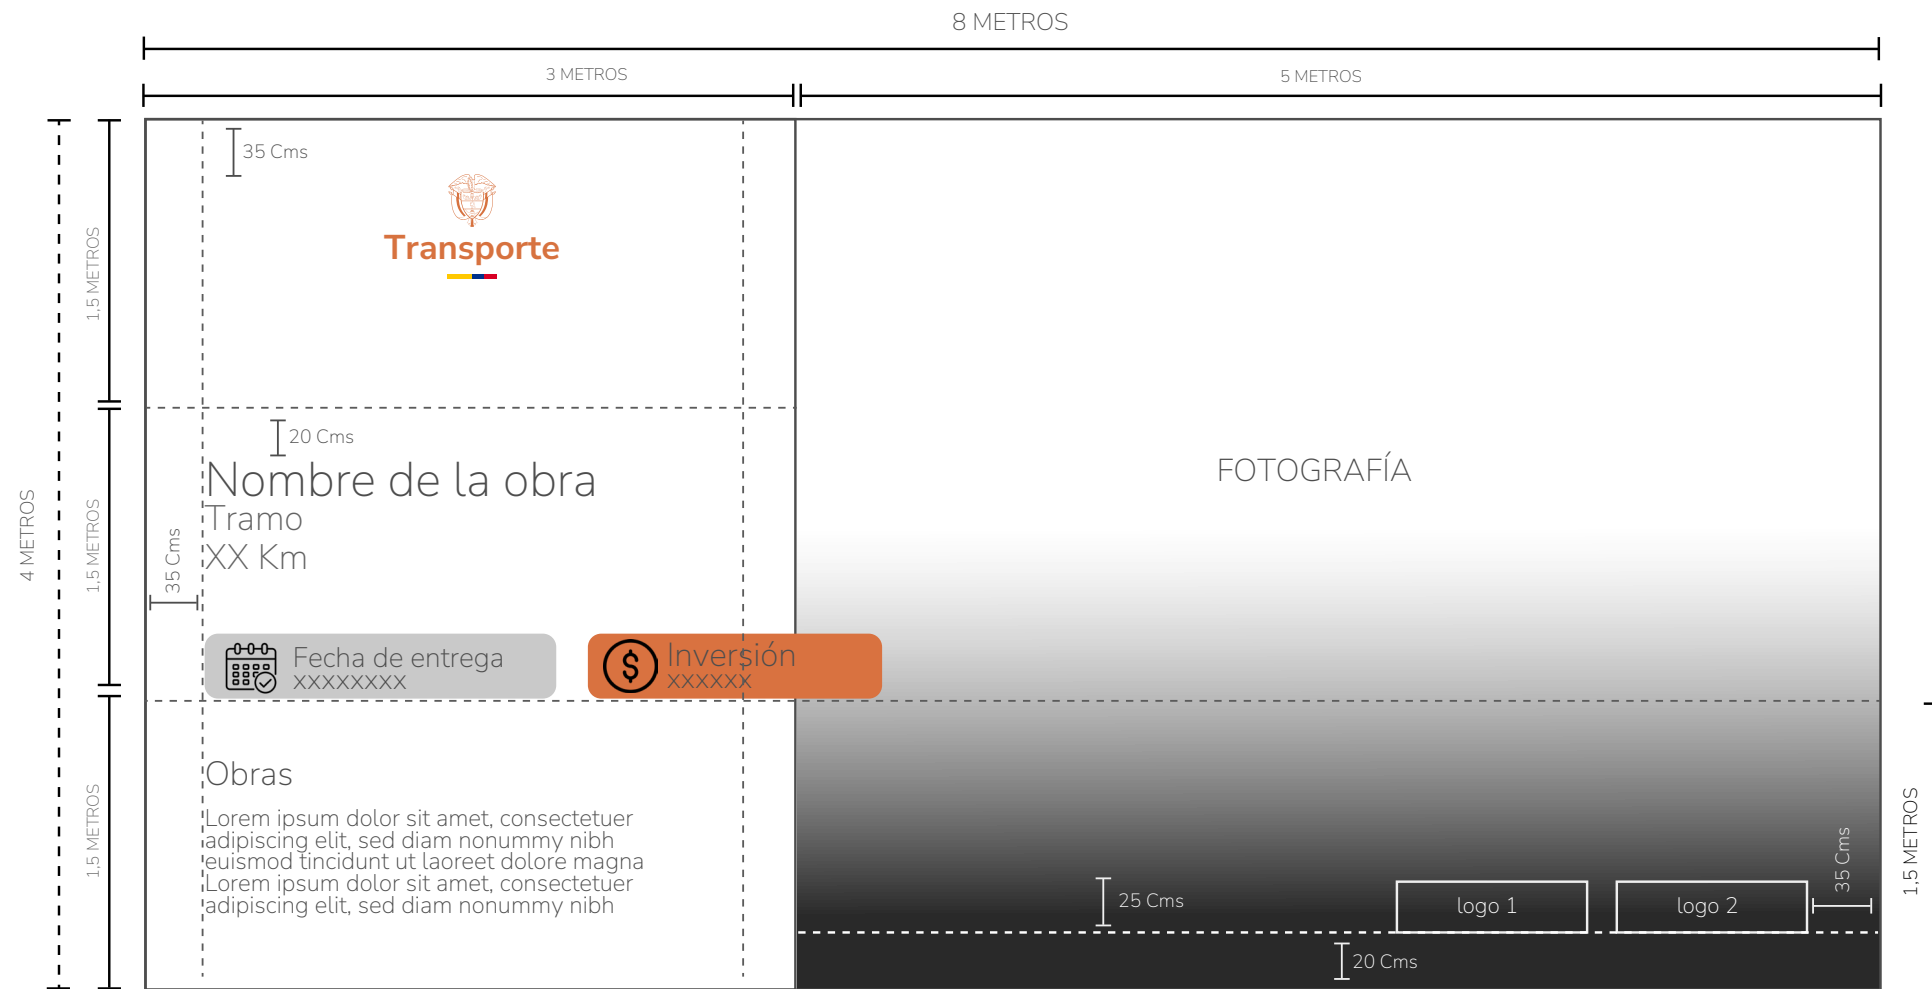 8 METROS
3 METROS
5 METROS
35 Cms
Transporte
1,5 METROS
20 Cms
Nombre de la obra
Tramo
XX Km
4 METROS
1,5 METROS
35 Cms
FOTOGRAFÍA
Fecha de entrega
XXXXXXXX
Inversión
XXXXXX
Obras
Lorem ipsum dolor sit amet, consectetuer
adipiscing elit, sed diam nonummy nibh
euismod tincidunt ut laoreet dolore magna
Lorem ipsum dolor sit amet, consectetuer
adipiscing elit, sed diam nonummy nibh
1,5 METROS
25 Cms
logo 1
logo 2
35 Cms
1,5 METROS
20 Cms